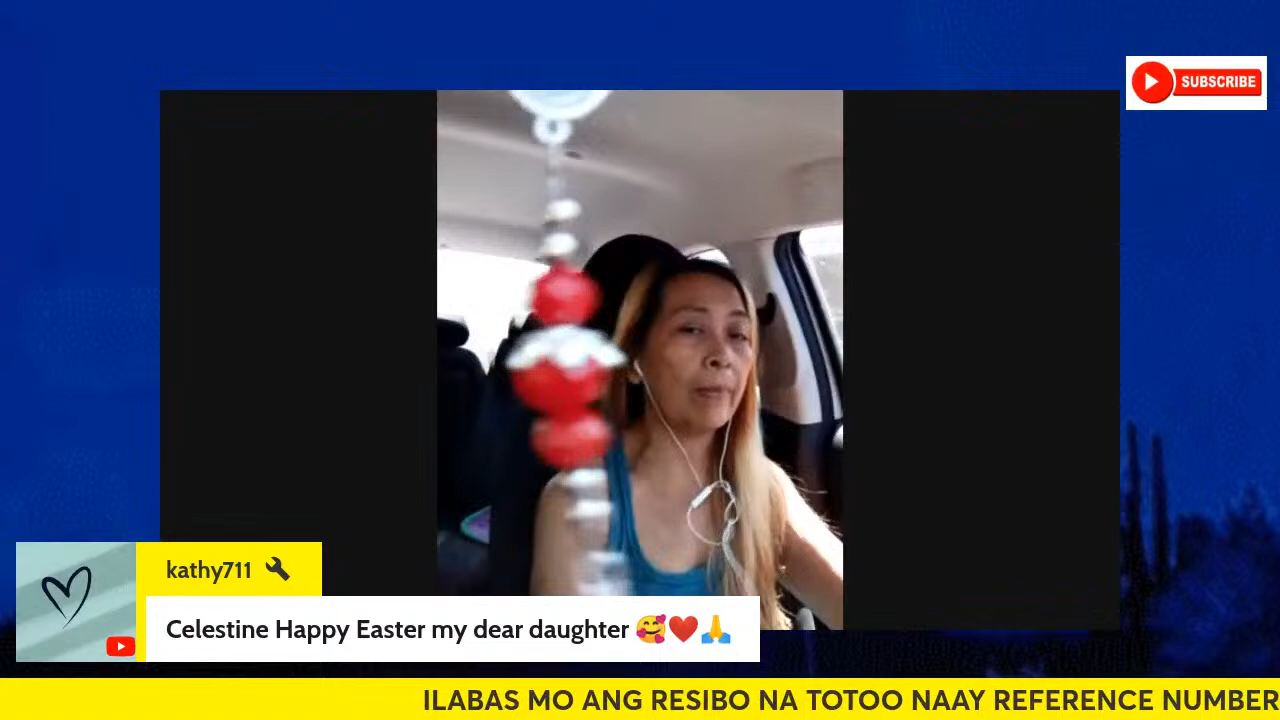 SUBSCRIBE
kathy711
Celestine Happy Easter my dear daughter 🥰❤️🙏
ILABAS MO ANG RESIBO NA TOTOO NAAY REFERENCE NUMBER